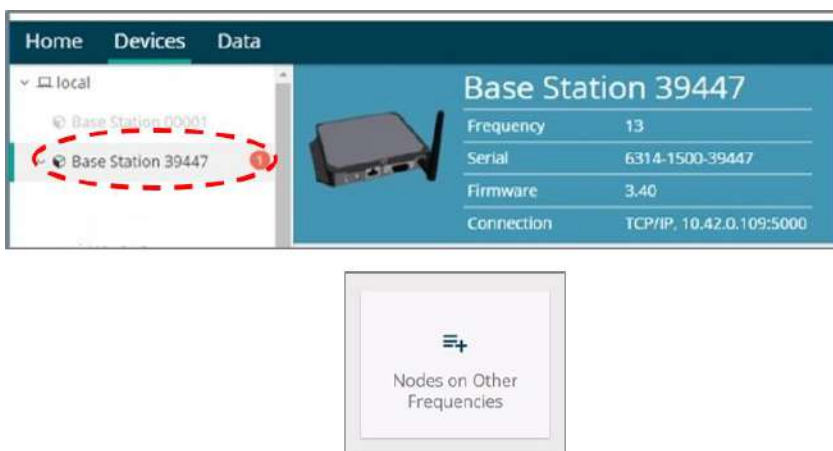 Home Devices Data
local
Base Station 00001
Base Station 39447 1
Base Station 39447
Frequency 13
Serial 6314-1500-39447
Firmware 3.40
Connection TCP/IP, 10.42.0.109:5000
Nodes on Other
Frequencies